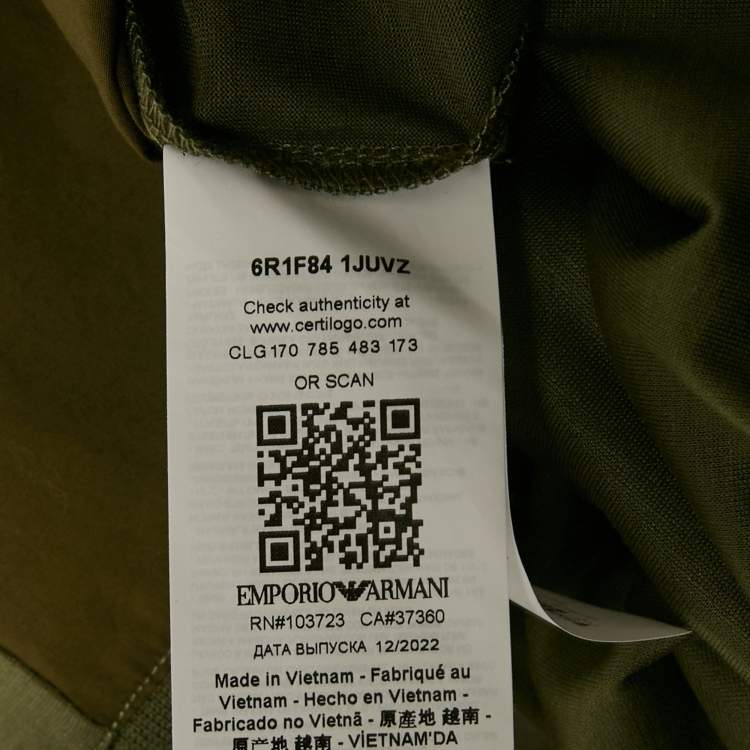 6R1F84 1JUVZ
Check authenticity at
www.certilogo.com
CLG 170 785 483 173
OR SCAN
EMPORIO ARMANI
RN#103723 CA#37360
ДАТА ВЫПУСКА 12/2022
Made in Vietnam - Fabriqué au
Vietnam - Hecho en Vietnam -
Fabricado no Vietnã - 原產地 越南 -
原产地 越南 - VİETNAM'DA